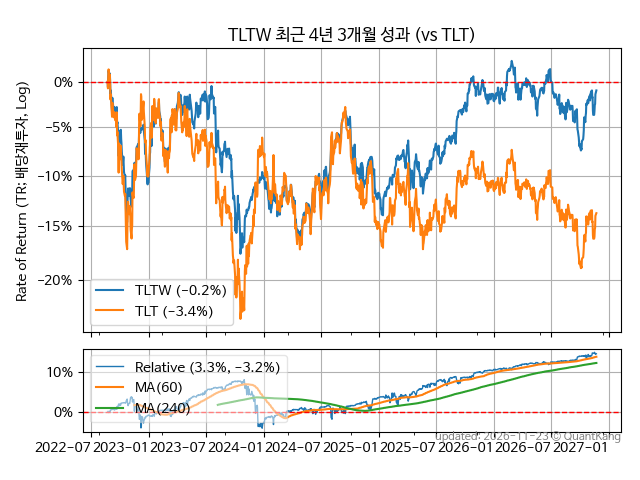 TLTW 최근 4년 3개월 성과 (vs TLT)
Rate of Return (TR: 배당재투자, Log)
0%
−5%
−10%
−15%
−20%
TLTW (−0.2%)
TLT (−3.4%)
10%
0%
Relative (3.3%, −3.2%)
MA(60)
MA(240)
2022−07 2023−01 2023−07 2024−01 2024−07 2025−01 2025−07 2026−01 2026−07 2027−01
updated: 2026−11−23 © QuantKang